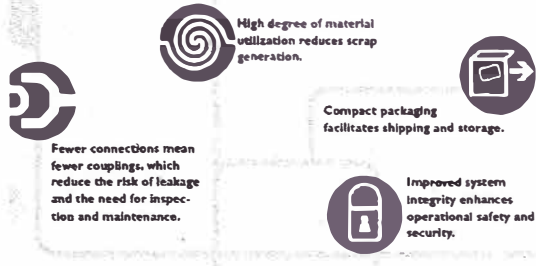 High degree of material
utilization reduces scrap
generation.
Compact packaging
facilitates shipping and storage.
Fewer connections mean
fewer couplings, which
reduce the risk of leakage
and the need for inspec-
tion and maintenance.
Improved system
integrity enhances
operational safety and
security.